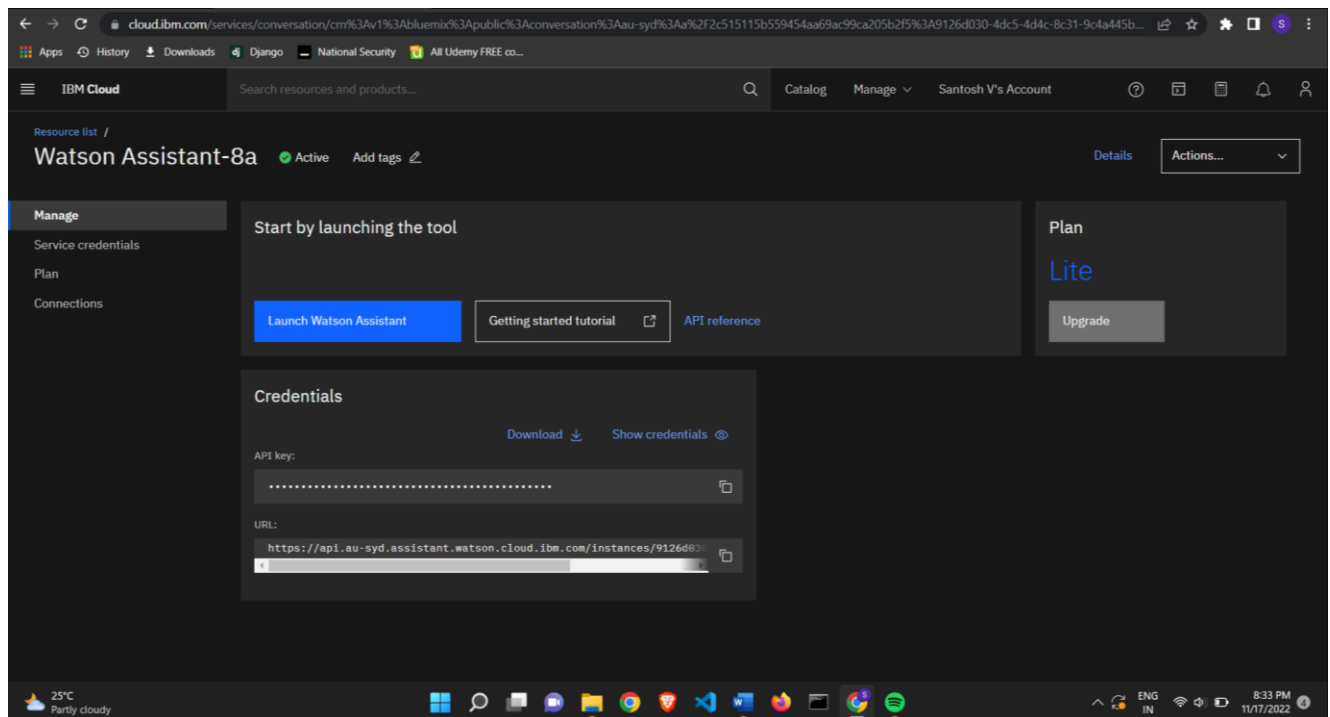 cloud.ibm.com/services/conversation/crn%3Av1%3Abluemix%3Apublic%3Aconversation%3Aau-syd%3Aa%2F2c515115b559454aa69ac99ca205b2f5%3A9126d030-4dc5-4d4c-8c31-9c4a445b...
Apps History Downloads Django National Security All Udemy FREE co...
IBM Cloud Search resources and products... Catalog Manage Santosh V's Account
Resource list /
Watson Assistant-8a Active Add tags Details Actions...
Manage
Service credentials
Plan
Connections
Start by launching the tool
Launch Watson Assistant Getting started tutorial API reference
Plan
Lite
Upgrade
Credentials
Download Show credentials
API key:
URL:
https://api.au-syd.assistant.watson.cloud.ibm.com/instances/9126d03
25°C
Partly cloudy
ENG
IN
8:33 PM
11/17/2022
4